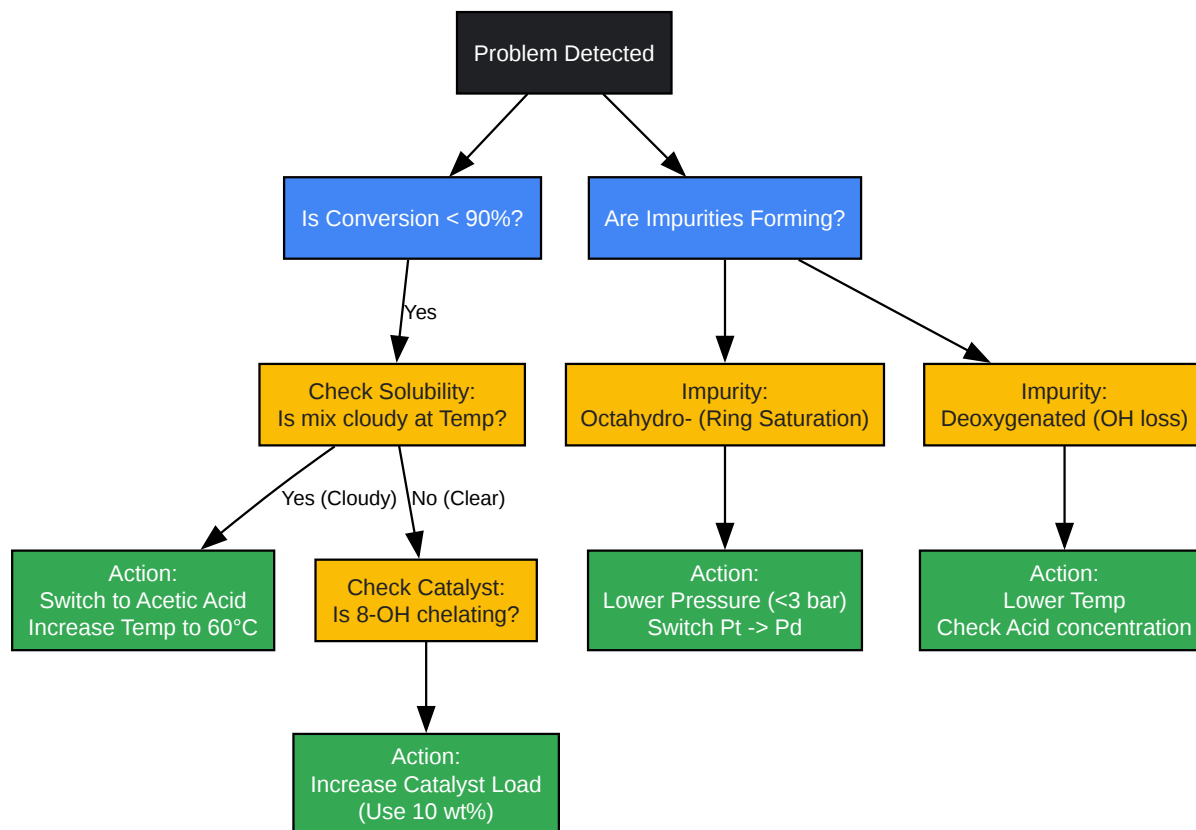 Problem Detected
Is Conversion < 90%?
Are Impurities Forming?
Yes
Check Solubility:
Is mix cloudy at Temp?
Impurity:
Octahydro- (Ring Saturation)
Impurity:
Deoxygenated (OH loss)
Yes (Cloudy)
No (Clear)
Action:
Switch to Acetic Acid
Increase Temp to 60°C
Check Catalyst:
Is 8-OH chelating?
Action:
Lower Pressure (<3 bar)
Switch Pt -> Pd
Action:
Lower Temp
Check Acid concentration
Action:
Increase Catalyst Load
(Use 10 wt%)